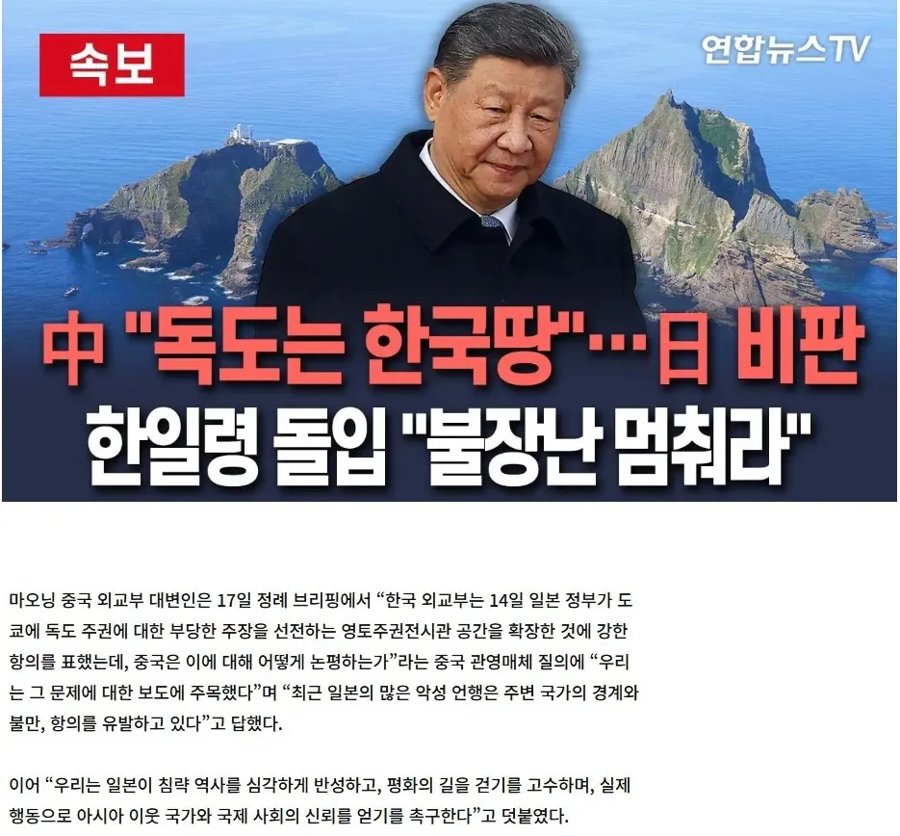 속보
연합뉴스TV
中 "독도는 한국땅"…日 비판
한일령 돌입 "불장난 멈춰라"
마오닝 중국 외교부 대변인은 17일 정례 브리핑에서 “한국 외교부는 14일 일본 정부가 도
쿄에 독도 주권에 대한 부당한 주장을 선전하는 영토주권전시관 공간을 확장한 것에 강한
항의를 표했는데, 중국은 이에 대해 어떻게 논평하는가”라는 중국 관영매체 질의에 “우리
는 그 문제에 대한 보도에 주목했다”며 “최근 일본의 많은 악성 언행은 주변 국가의 경계와
불만, 항의를 유발하고 있다”고 답했다.
이어 “우리는 일본이 침략 역사를 심각하게 반성하고, 평화의 길을 걷기를 고수하며, 실제
행동으로 아시아 이웃 국가와 국제 사회의 신뢰를 얻기를 촉구한다”고 덧붙였다.